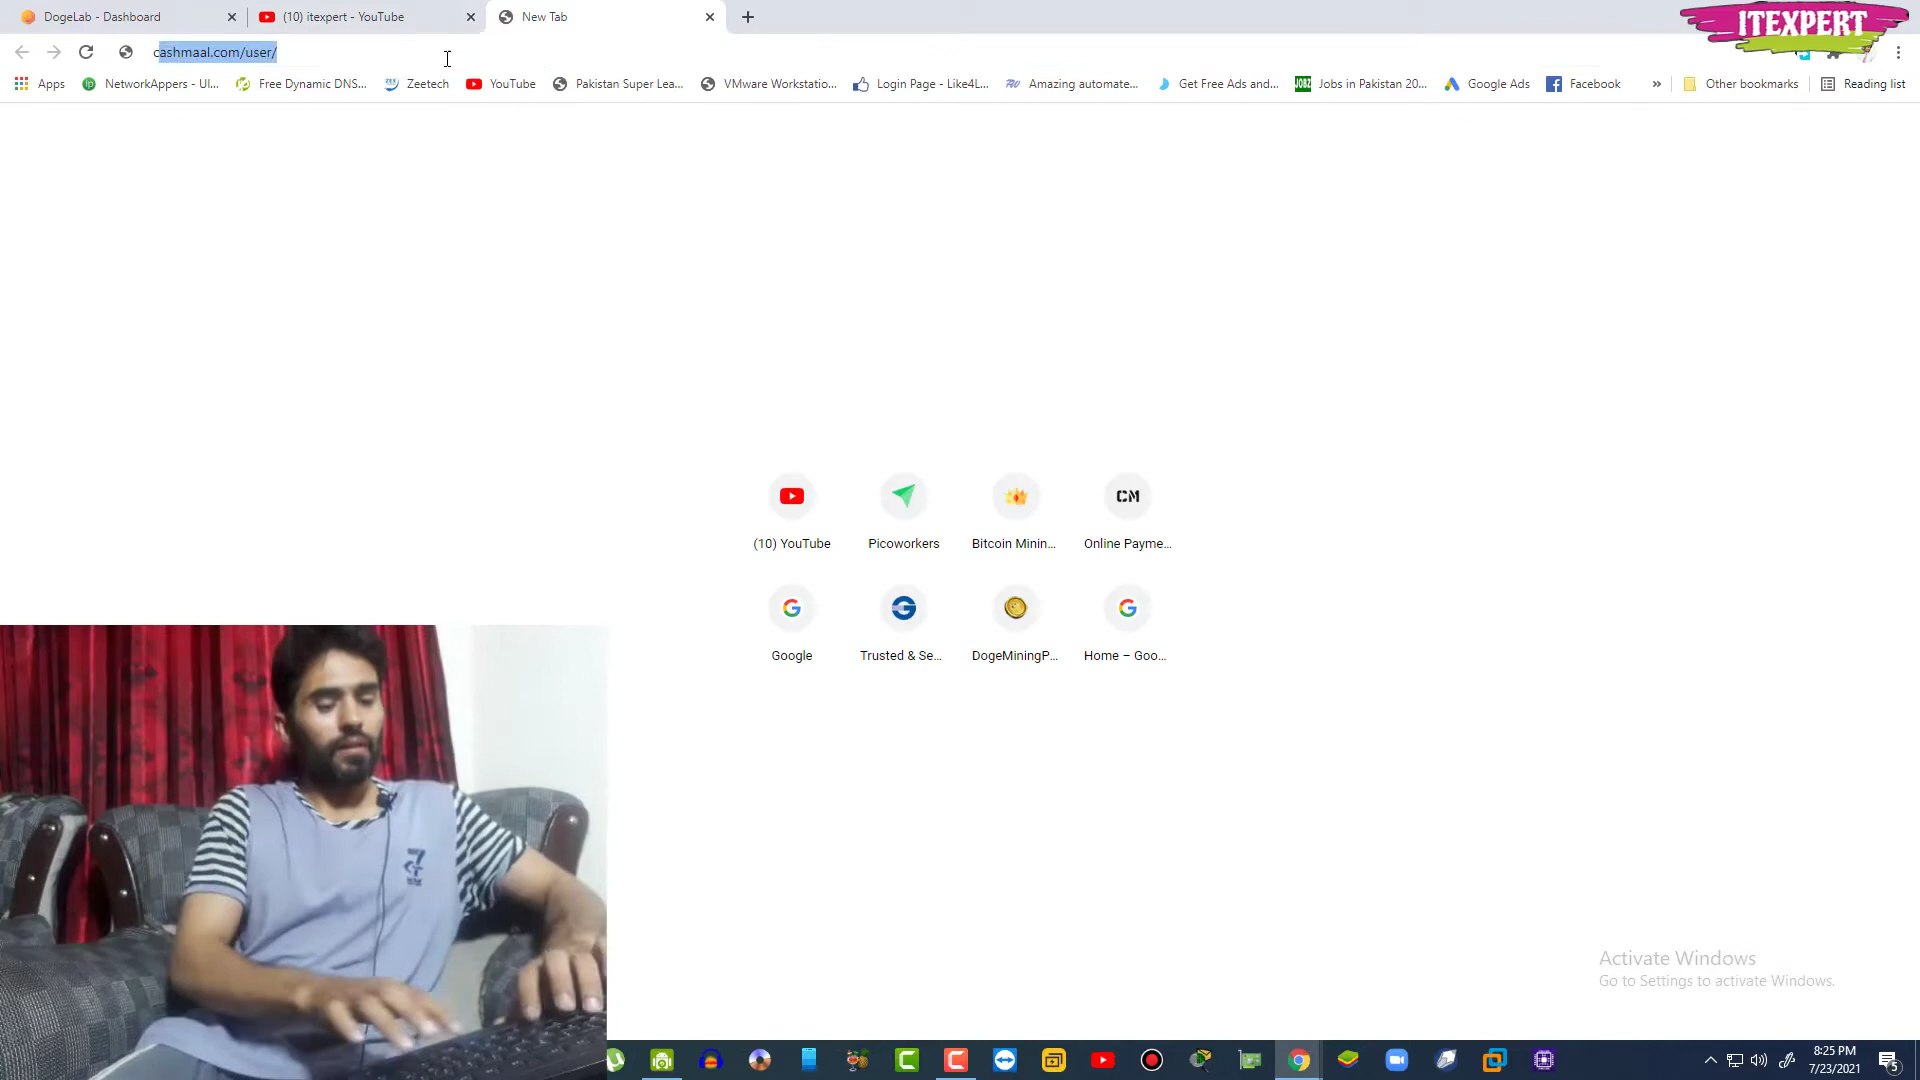 DogeLab - Dashboard
(10) itexpert - YouTube
New Tab
ITEXPERT
cashmaal.com/user/
Apps
NetworkAppers - Ul...
Free Dynamic DNS...
Zeetech
YouTube
Pakistan Super Lea...
VMware Workstatio...
Login Page - Like4L...
Amazing automate...
Get Free Ads and...
JOBZ
Jobs in Pakistan 20...
Google Ads
Facebook
»
Other bookmarks
Reading list
CM
(10) YouTube
Picoworkers
Bitcoin Minin...
Online Payme...
Google
Trusted & Se...
DogeMiningP...
Home – Goo...
Activate Windows
Go to Settings to activate Windows.
8:25 PM
7/23/2021
5